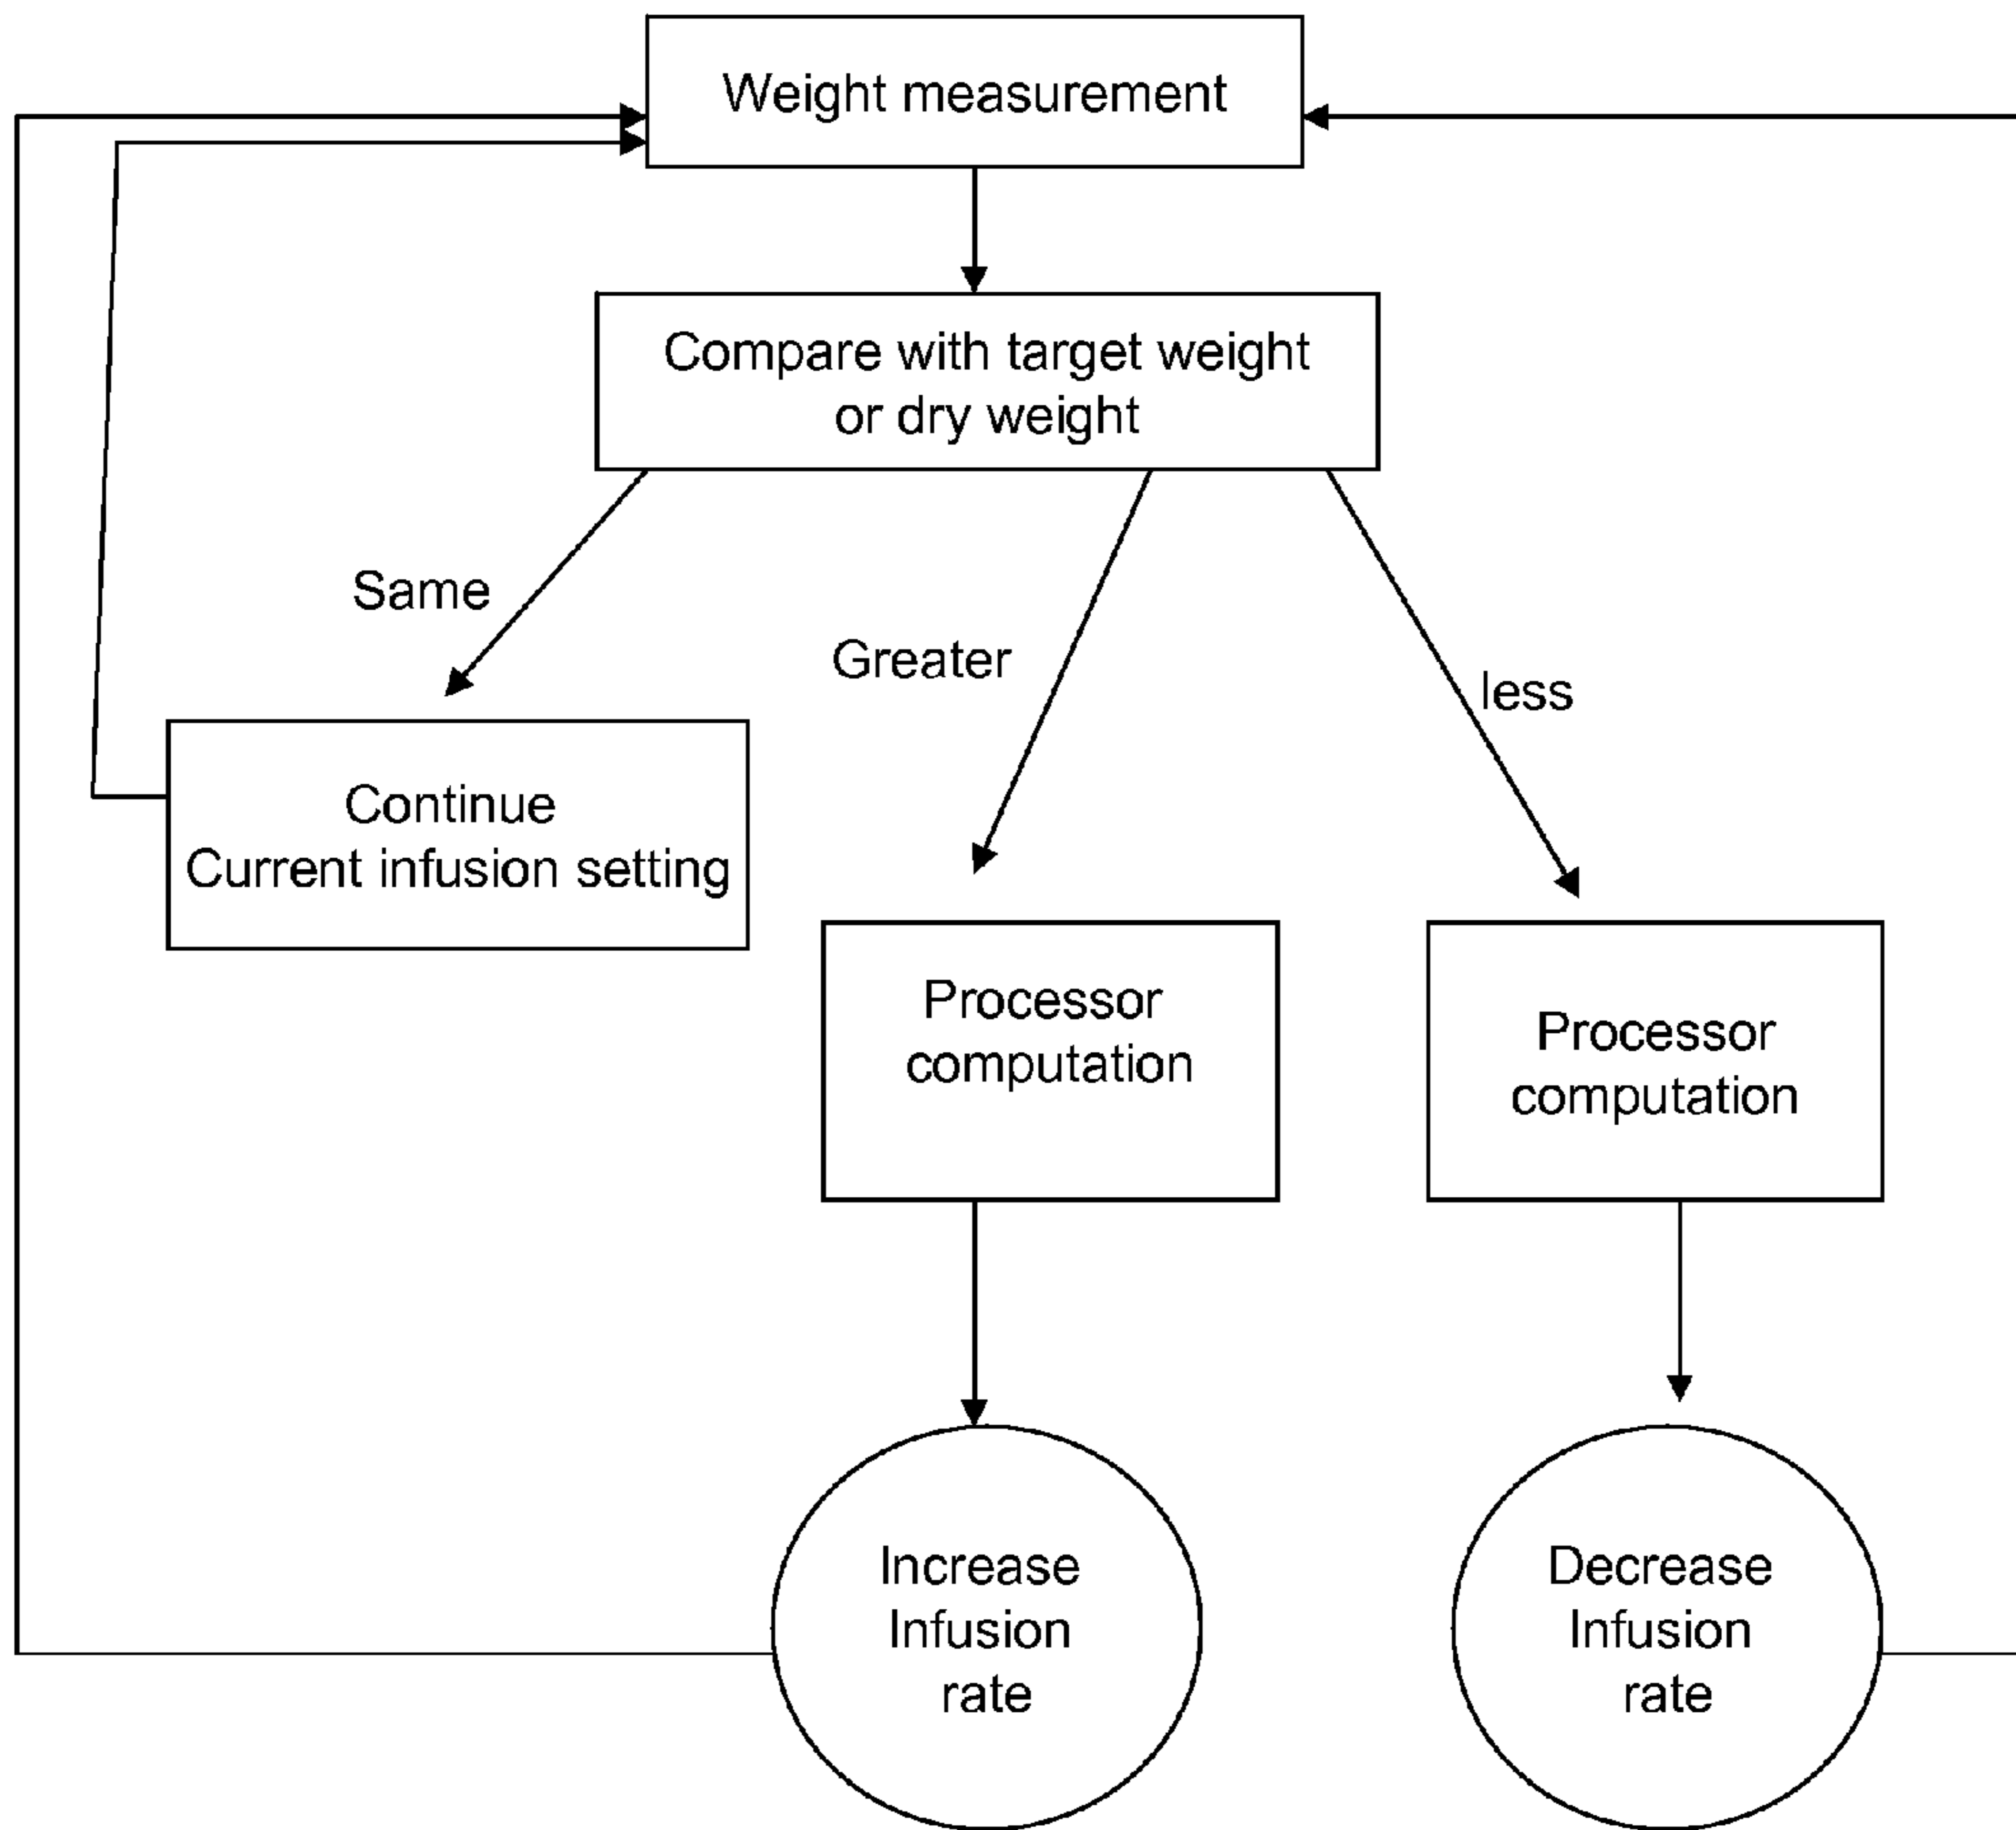 Weight measurement
Compare with target weight
or dry weight
Same
Greater
less
Continue
Current infusion setting
Processor
computation
Processor
computation
Increase
Infusion
rate
Decrease
Infusion
rate